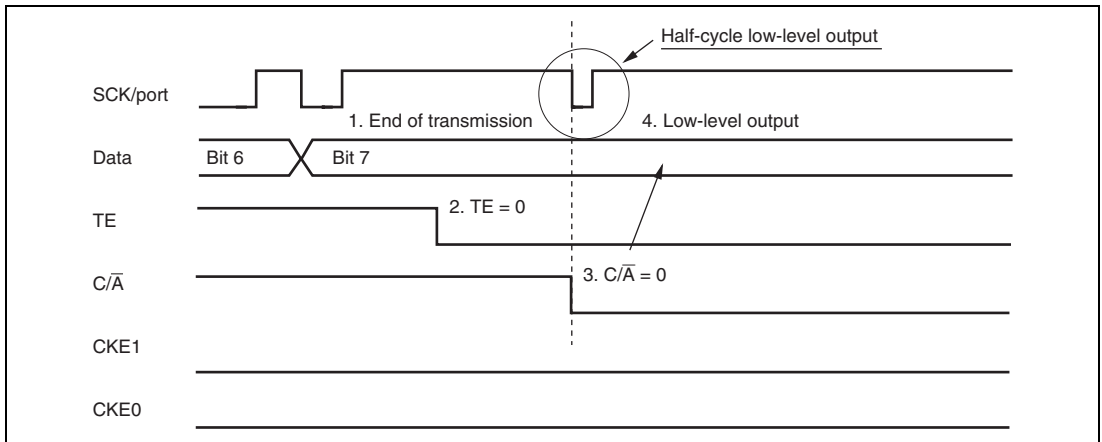 Half-cycle low-level output
SCK/port
1. End of transmission
4. Low-level output
Data
Bit 6
Bit 7
TE
2. TE = 0
C/A̅
3. C/A̅ = 0
CKE1
CKE0